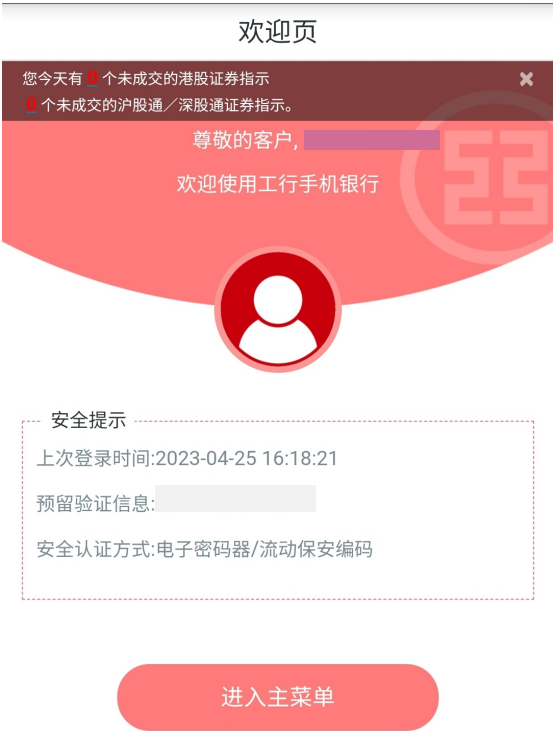 欢迎页
您今天有 0 个未成交的港股证券指示
0 个未成交的沪股通／深股通证券指示。
尊敬的客户,
欢迎使用工行手机银行
安全提示
上次登录时间:2023-04-25 16:18:21
预留验证信息:
安全认证方式:电子密码器/流动保安编码
进入主菜单